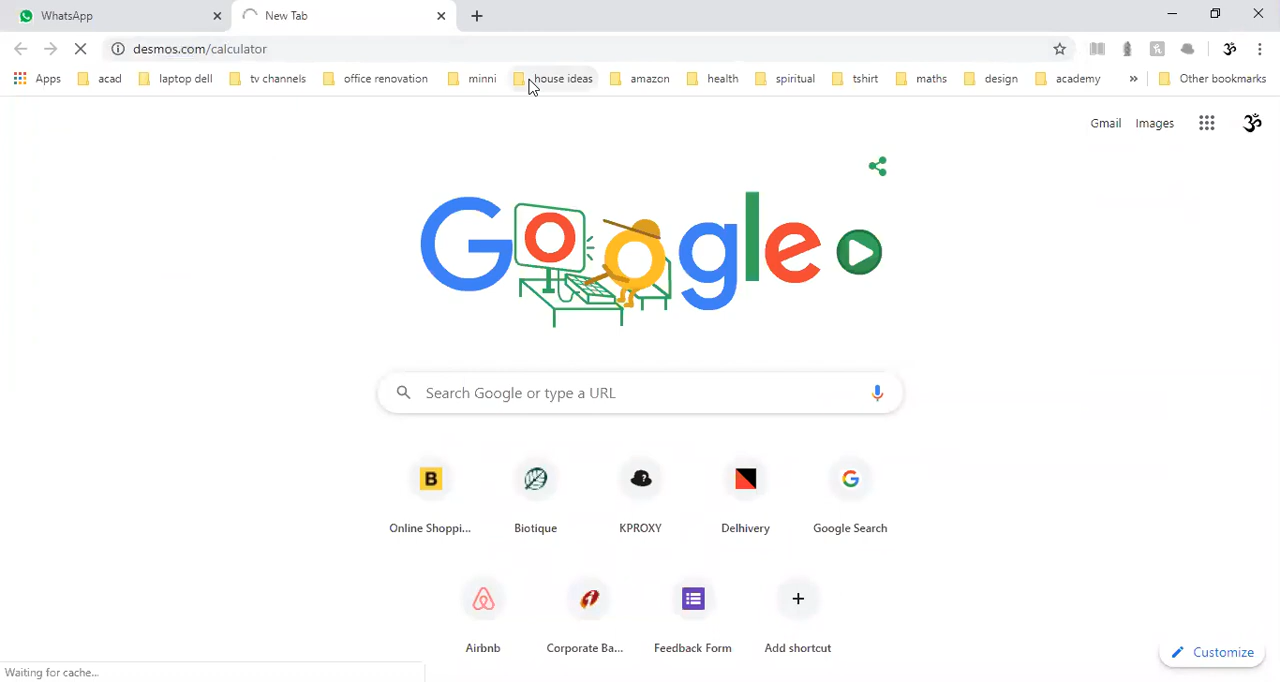 WhatsApp
New Tab
desmos.com/calculator
Apps acad laptop dell tv channels office renovation minni house ideas amazon health spiritual tshirt maths design academy » Other bookmarks
Gmail Images ॐ
Google
Search Google or type a URL
B
Online Shoppi... Biotique KPROXY Delhivery Google Search
Airbnb Corporate Ba... Feedback Form Add shortcut
Customize
Waiting for cache...